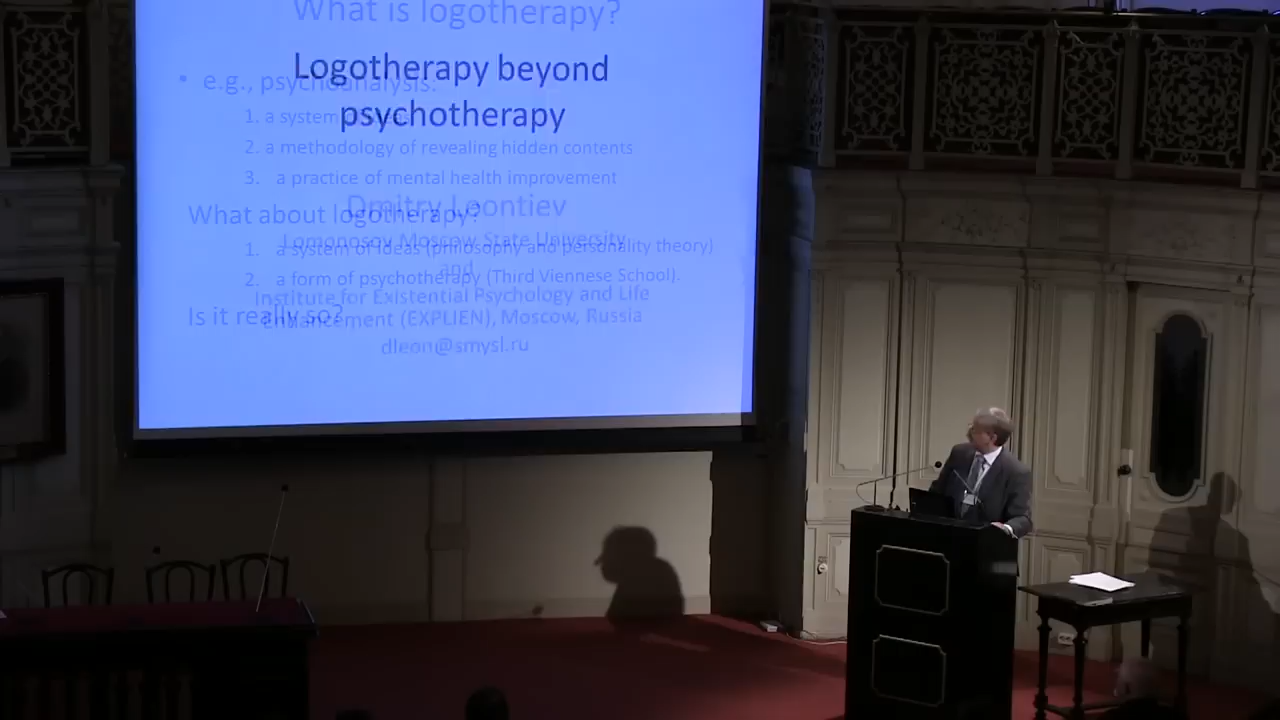 What is logotherapy?
Logotherapy beyond
psychotherapy
• e.g., psychoanalysis:
1. a system of ideas
2. a methodology of revealing hidden contents
3. a practice of mental health improvement
Dmitry Leontiev
What about logotherapy?
Lomonosov Moscow State University
1. a system of ideas (philosophy and personality theory)
and
2. a form of psychotherapy (Third Viennese School).
Institute for Existential Psychology and Life
Enhancement (EXPLIEN), Moscow, Russia
Is it really so?
dleon@smysl.ru